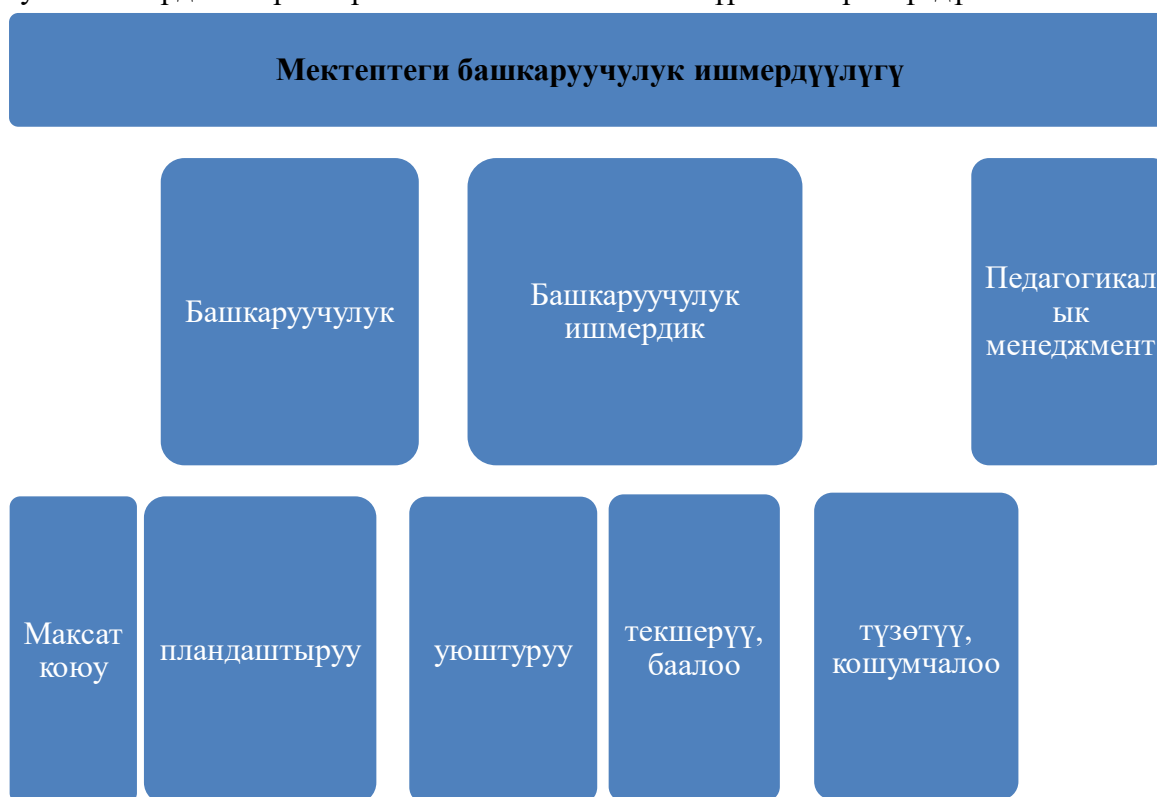 Мектептеги башкаруучулук ишмердүүлүгү
Башкаруучулук
Башкаруучулук
ишмердик
Педагогикал
ык
менеджмент
Максат
коюу
пландаштыруу
уюштуруу
текшерүү,
баалоо
түзөтүү,
кошумчалоо